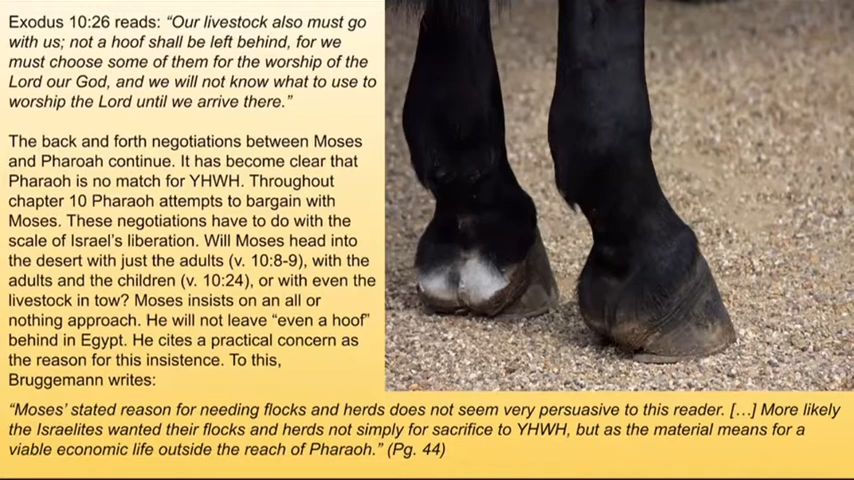 Exodus 10:26 reads: “Our livestock also must go
with us; not a hoof shall be left behind, for we
must choose some of them for the worship of the
Lord our God, and we will not know what to use to
worship the Lord until we arrive there.”
The back and forth negotiations between Moses
and Pharoah continue. It has become clear that
Pharaoh is no match for YHWH. Throughout
chapter 10 Pharaoh attempts to bargain with
Moses. These negotiations have to do with the
scale of Israel’s liberation. Will Moses head into
the desert with just the adults (v. 10:8-9), with the
adults and the children (v. 10:24), or with even the
livestock in tow? Moses insists on an all or
nothing approach. He will not leave “even a hoof”
behind in Egypt. He cites a practical concern as
the reason for this insistence. To this,
Bruggemann writes:
“Moses’ stated reason for needing flocks and herds does not seem very persuasive to this reader. […] More likely
the Israelites wanted their flocks and herds not simply for sacrifice to YHWH, but as the material means for a
viable economic life outside the reach of Pharaoh.” (Pg. 44)